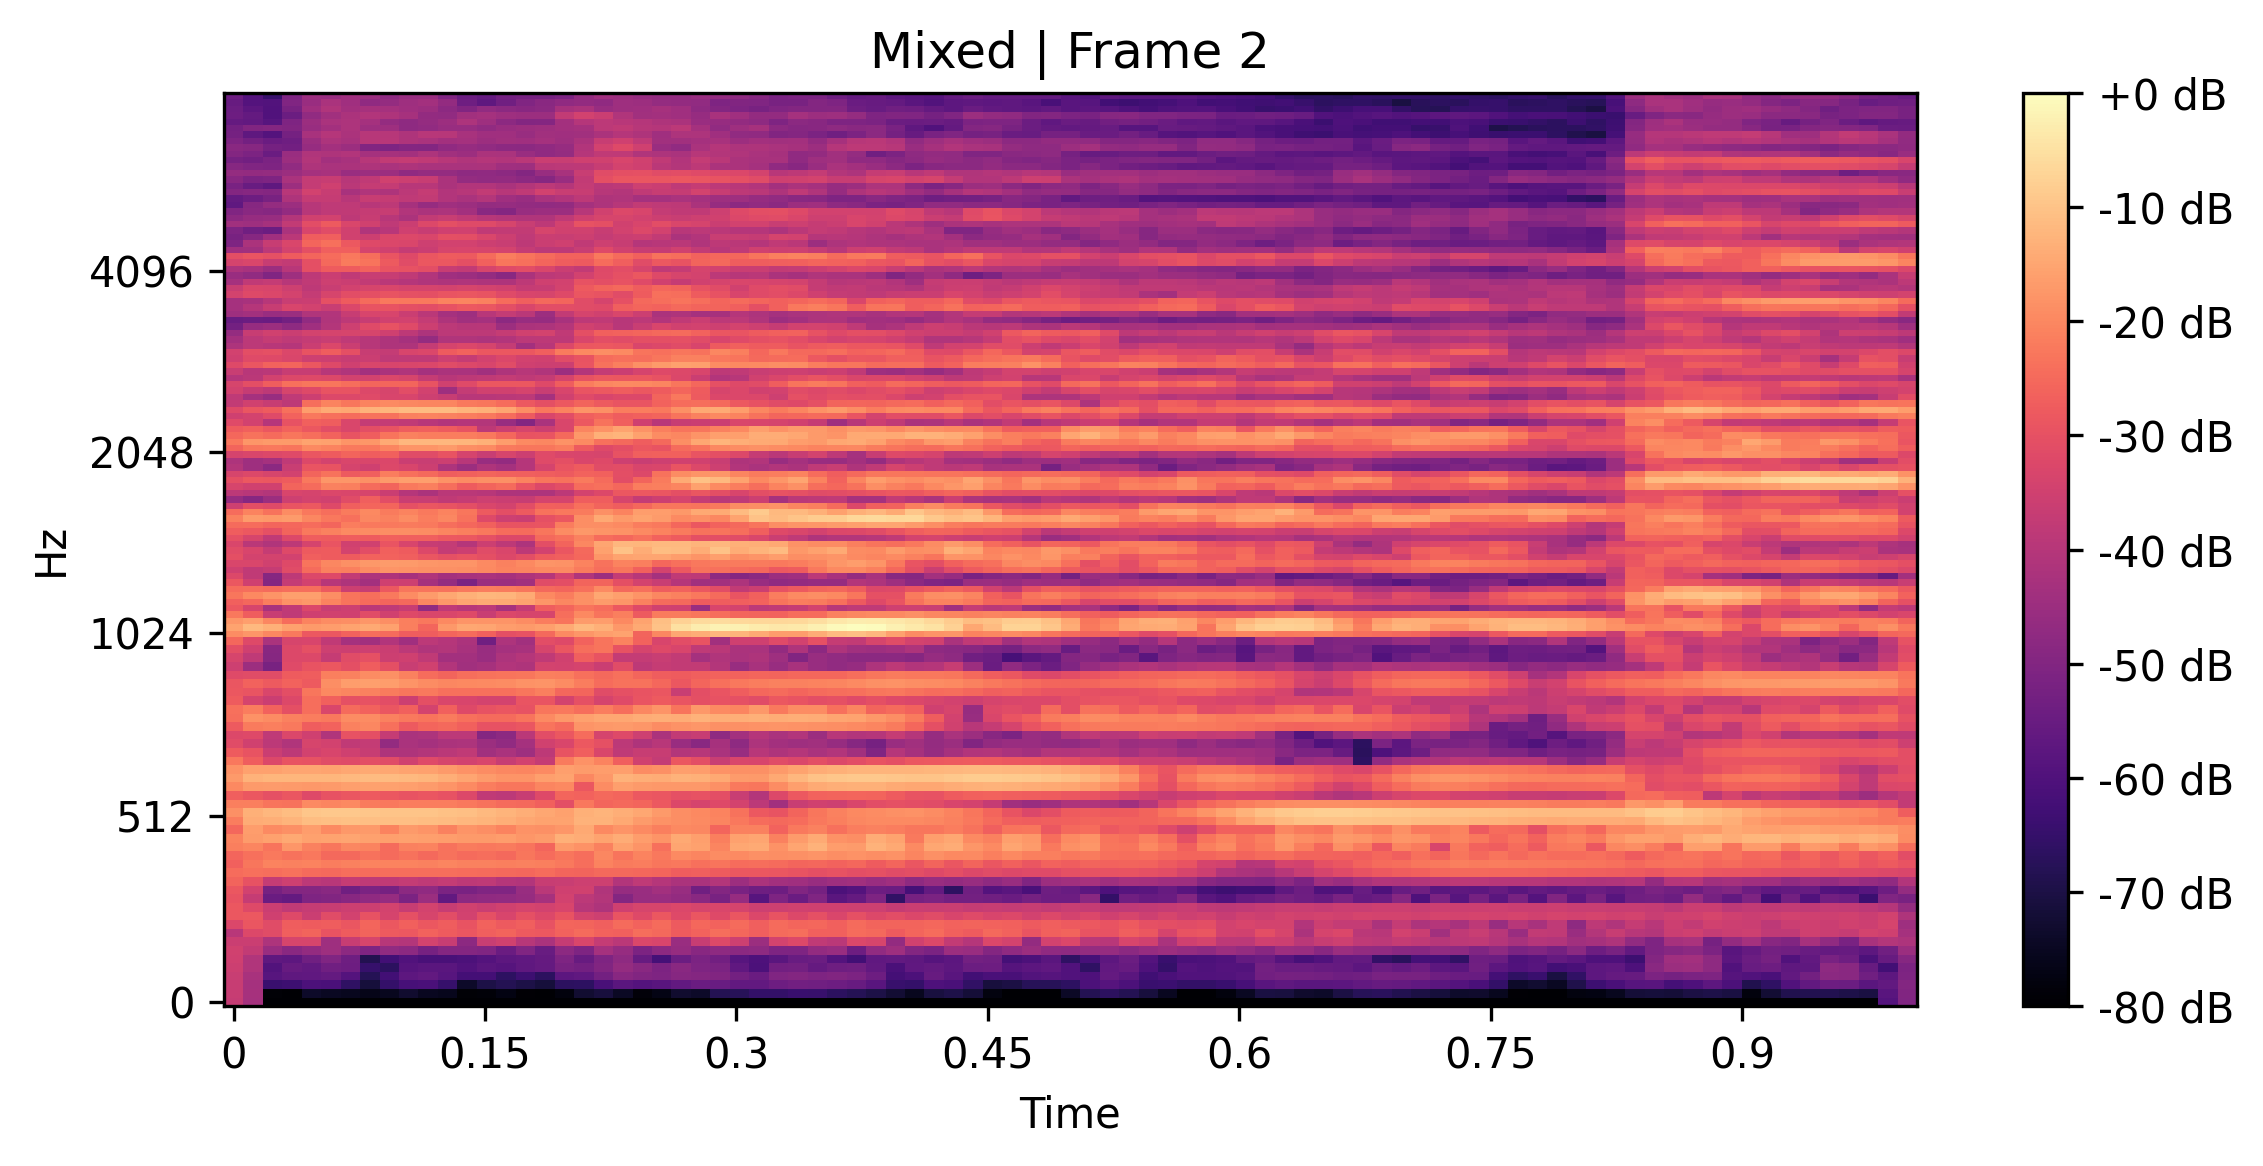 Mixed | Frame 2
Hz
4096
2048
1024
512
0
0
0.15
0.3
0.45
0.6
0.75
0.9
Time
+0 dB
-10 dB
-20 dB
-30 dB
-40 dB
-50 dB
-60 dB
-70 dB
-80 dB